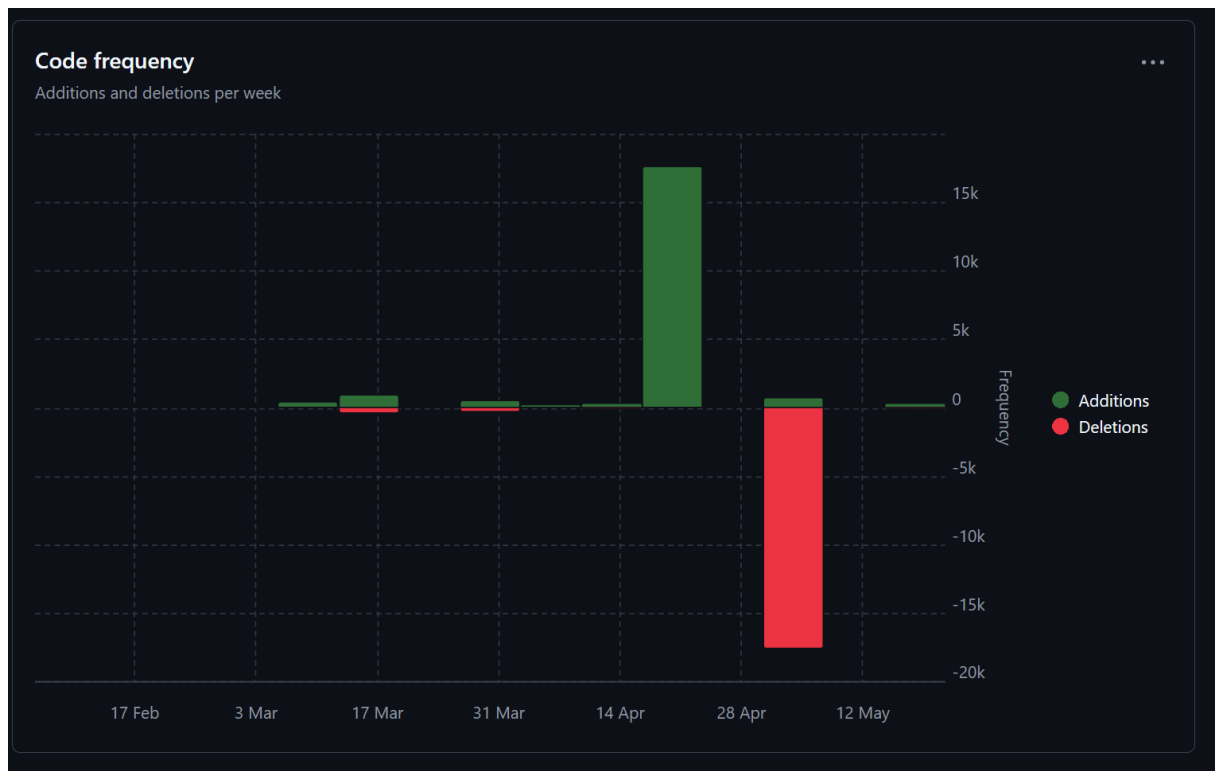 Code frequency
Additions and deletions per week
15k
10k
5k
0
-5k
-10k
-15k
-20k
Frequency
Additions
Deletions
17 Feb
3 Mar
17 Mar
31 Mar
14 Apr
28 Apr
12 May